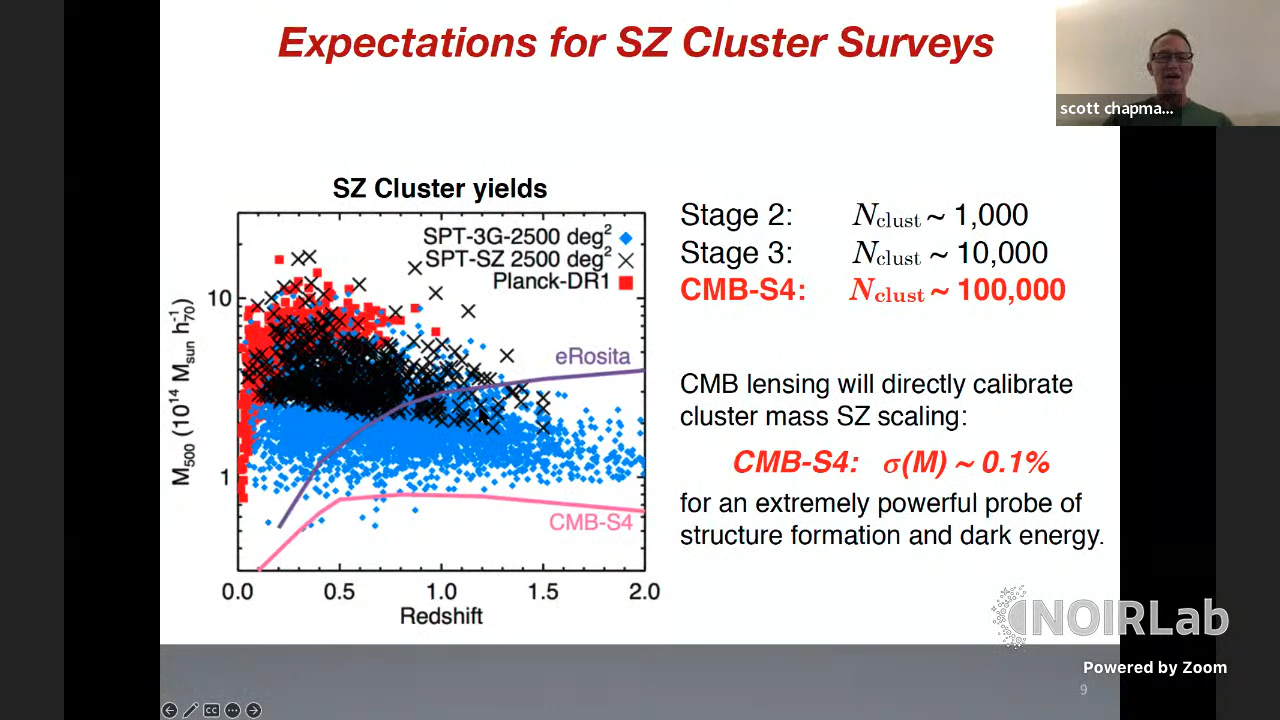 Expectations for SZ Cluster Surveys
scott chapma...
SZ Cluster yields
SPT-3G-2500 deg²
SPT-SZ 2500 deg²
Planck-DR1
eRosita
CMB-S4
10
1
M₅₀₀ (10¹⁴ Mₛᵤₙ h₇₀⁻¹)
0.0 0.5 1.0 1.5 2.0
Redshift
Stage 2: Nclust ~ 1,000
Stage 3: Nclust ~ 10,000
CMB-S4: Nclust ~ 100,000
CMB lensing will directly calibrate
cluster mass SZ scaling:
CMB-S4: σ(M) ~ 0.1%
for an extremely powerful probe of
structure formation and dark energy.
NOIRLab
Powered by Zoom
9
CC